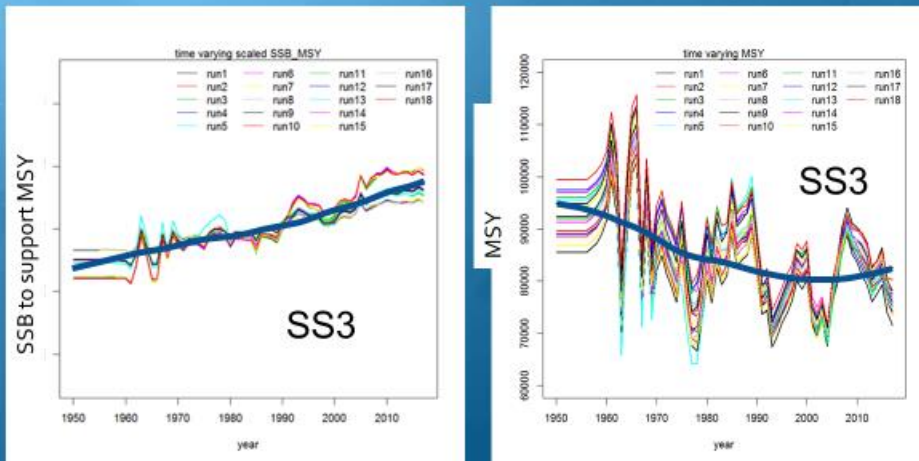 time varying scaled SSB_MSY
run1 run6 run11 run16
run2 run7 run12 run17
run3 run8 run13 run18
run4 run9 run14
run5 run10 run15
SSB to support MSY
SS3
1950 1960 1970 1980 1990 2000 2010
year
time varying MSY
run1 run6 run11 run16
run2 run7 run12 run17
run3 run8 run13 run18
run4 run9 run14
run5 run10 run15
MSY
120000
110000
100000
90000
80000
70000
60000
SS3
1950 1960 1970 1980 1990 2000 2010
year